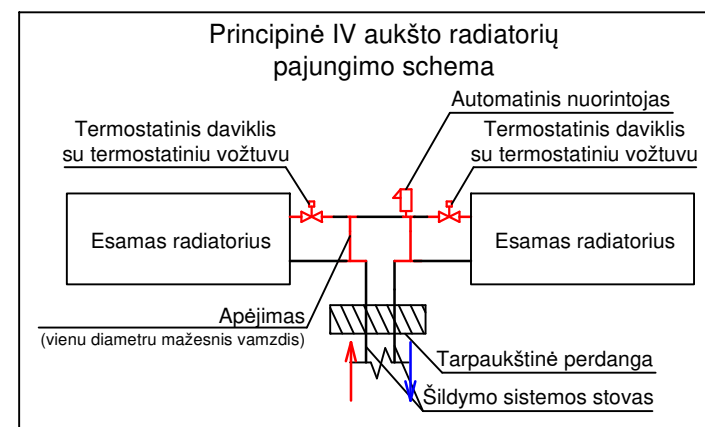 Principinė IV aukšto radiatorių
pajungimo schema
Automatinis nuorintojas
Termostatinis daviklis
su termostatiniu vožtuvu
Termostatinis daviklis
su termostatiniu vožtuvu
Esamas radiatorius
Esamas radiatorius
Apėjimas
(vienu diametru mažesnis vamzdis)
Tarpaukštinė perdanga
Šildymo sistemos stovas